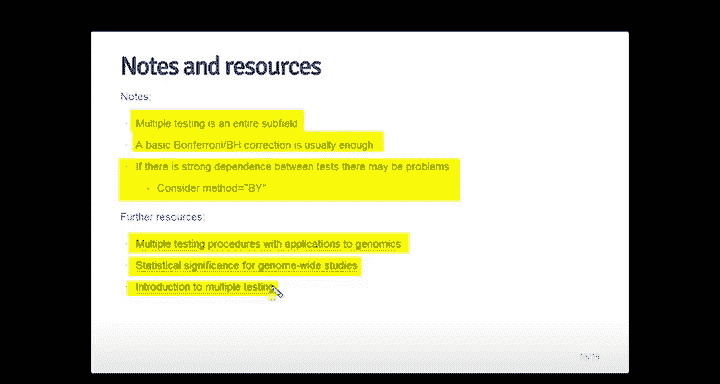 Notes and resources
Notes:
Multiple testing is an entire subfield
A basic Bonferroni/BH correction is usually enough
If there is strong dependence between tests there may be problems
Consider method="BY"
Further resources:
Multiple testing procedures with applications to genomics
Statistical significance for genome-wide studies
Introduction to multiple testing